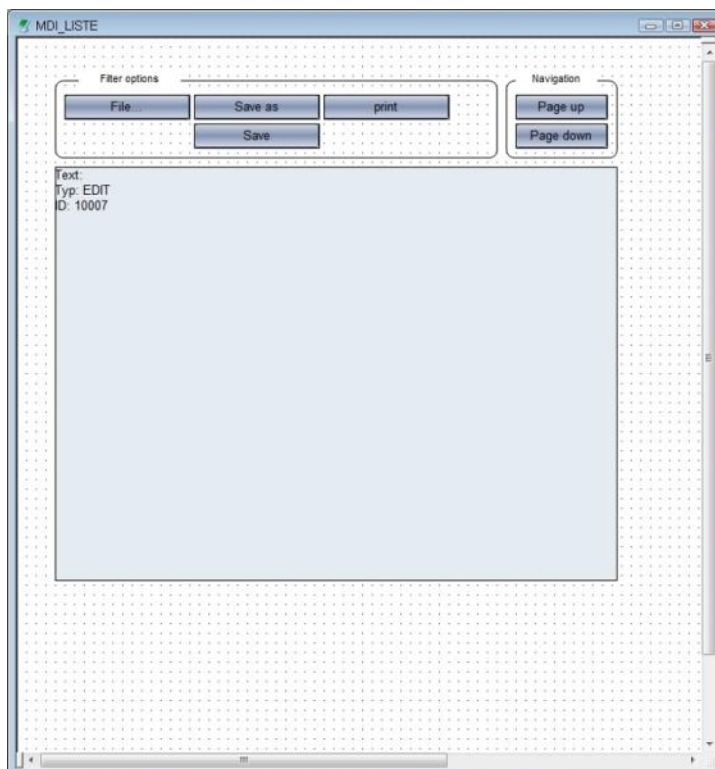 MDI_LISTE
Filter options
Navigation
File...
Save as
print
Page up
Save
Page down
Text:
Typ: EDIT
ID: 10007